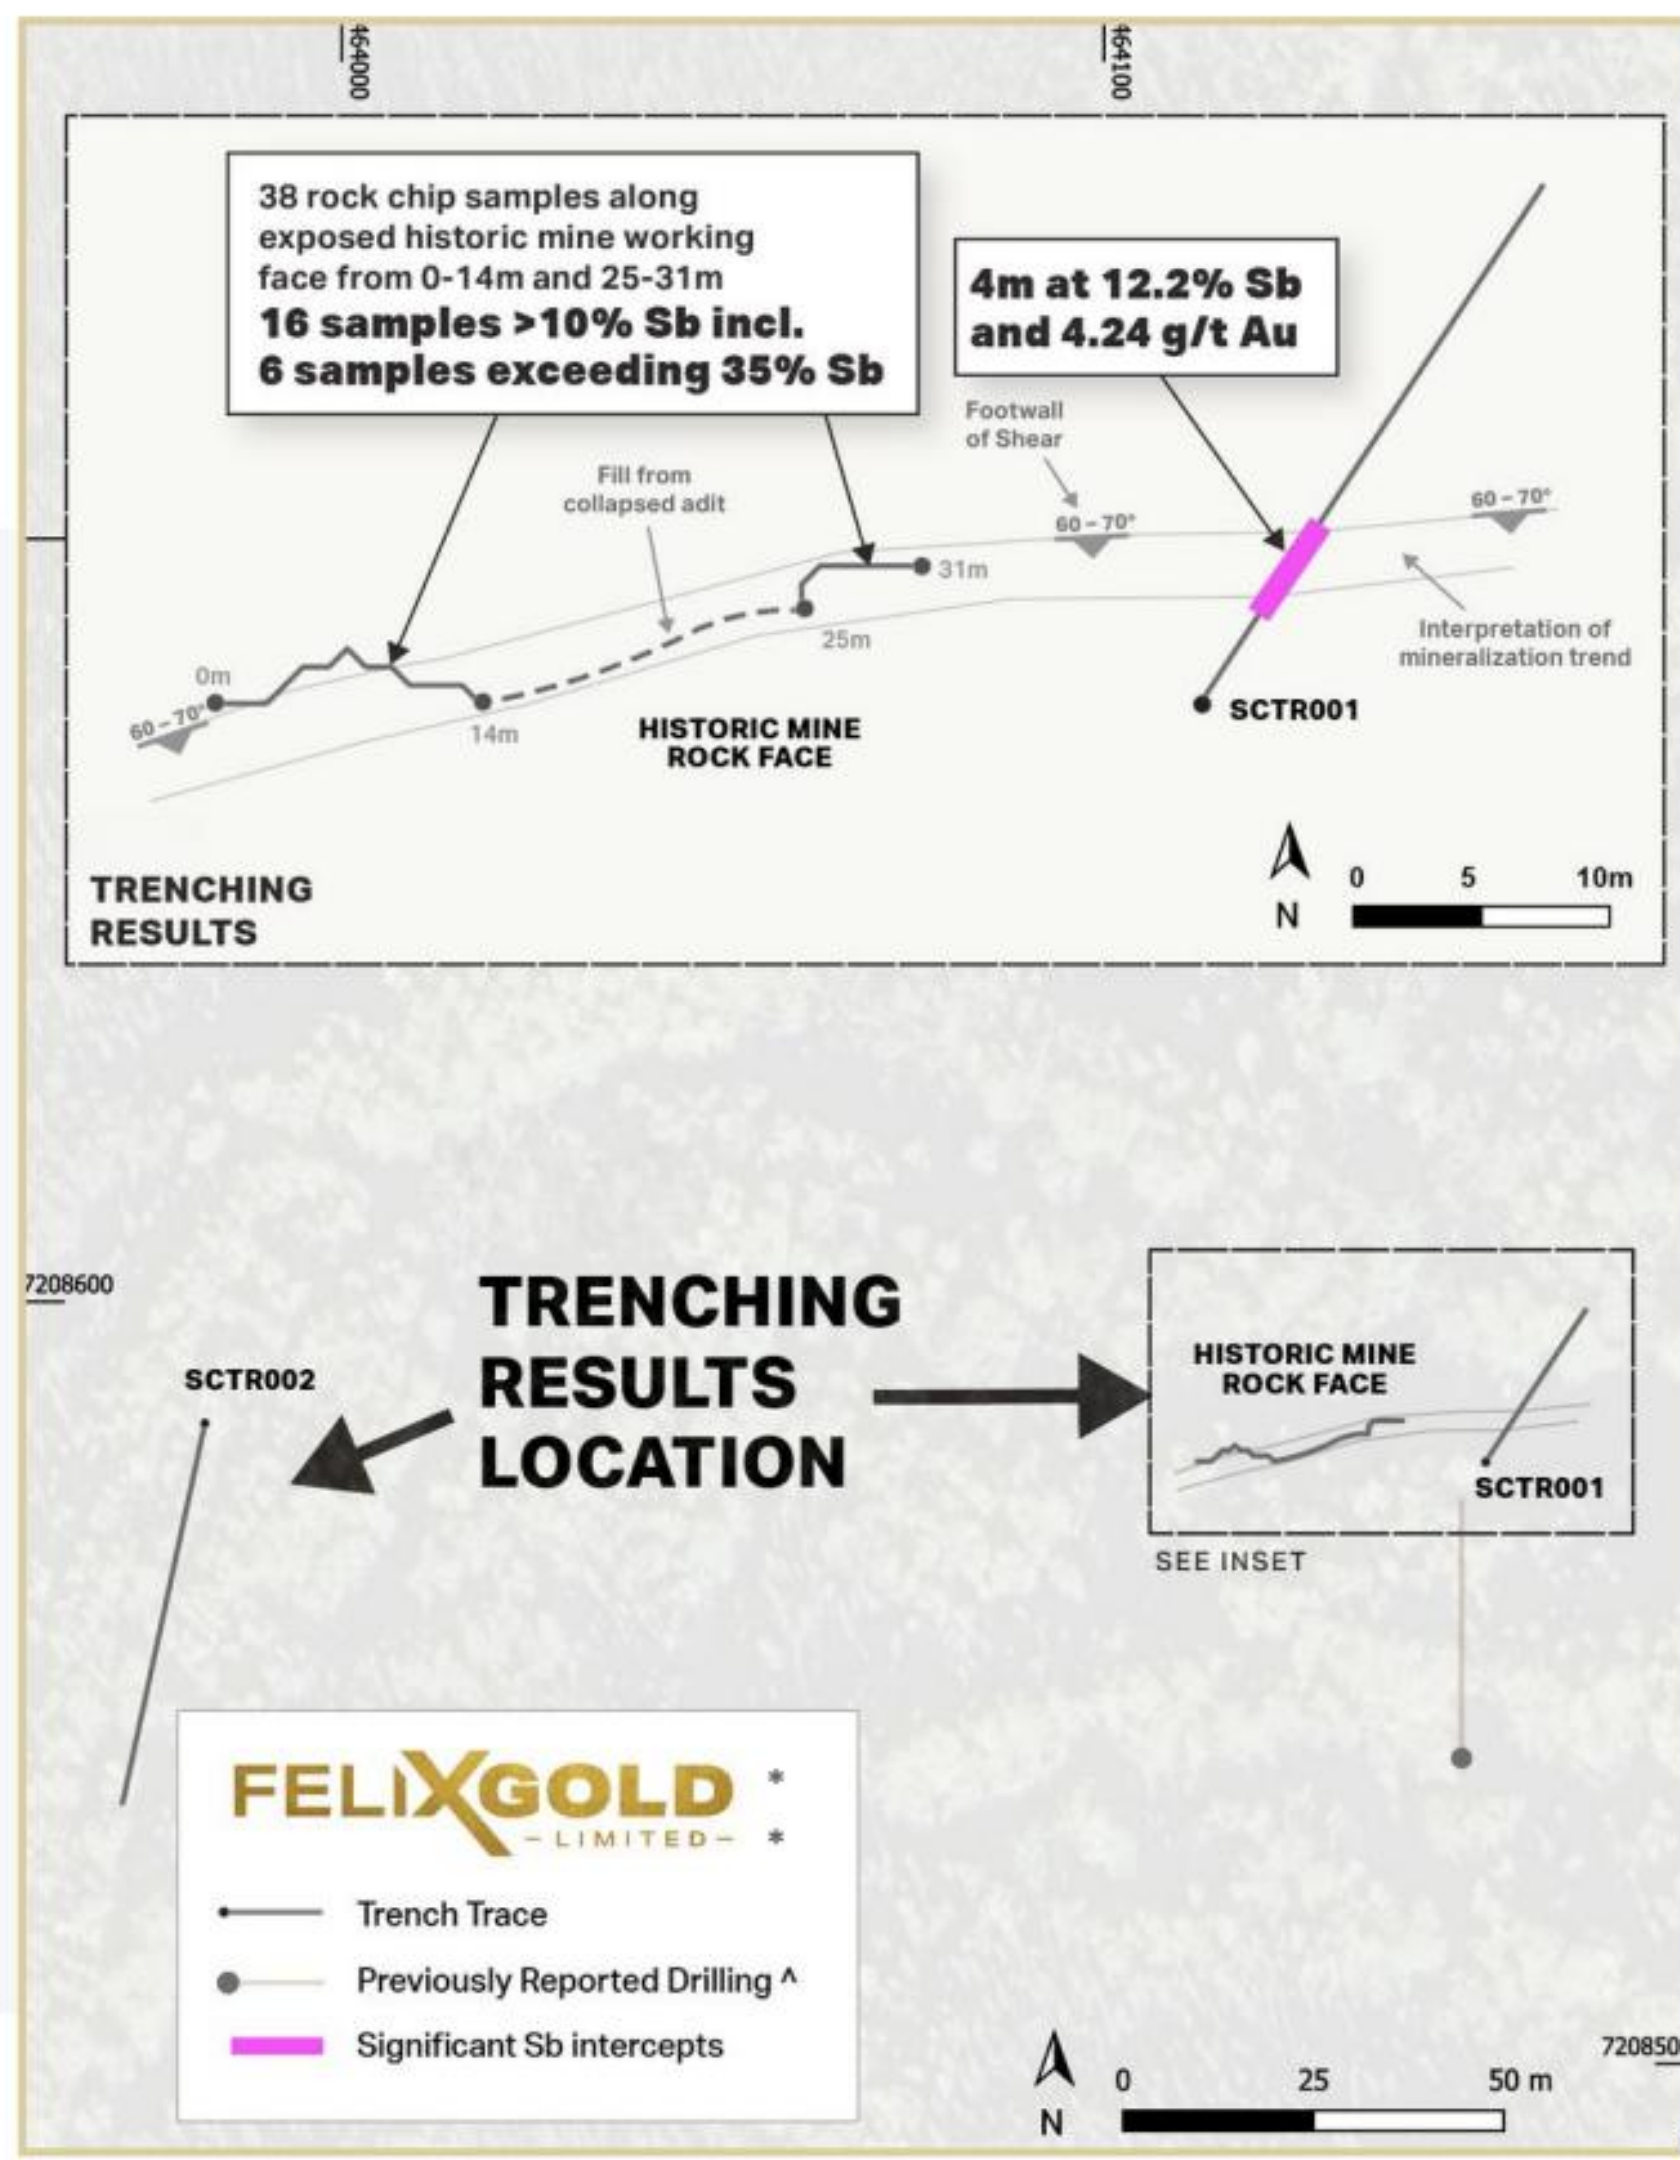 464000
464100
38 rock chip samples along
exposed historic mine working
face from 0-14m and 25-31m
16 samples >10% Sb incl.
6 samples exceeding 35% Sb
4m at 12.2% Sb
and 4.24 g/t Au
Footwall
of Shear
Fill from
collapsed adit
60-70°
60-70°
31m
25m
Interpretation of
mineralization trend
0m
60-70°
14m
HISTORIC MINE
ROCK FACE
SCTR001
TRENCHING
RESULTS
N
0 5 10m
7208600
TRENCHING
RESULTS
LOCATION
SCTR002
HISTORIC MINE
ROCK FACE
SCTR001
SEE INSET
FELIXGOLD *
-LIMITED- *
Trench Trace
Previously Reported Drilling ^
Significant Sb intercepts
N
0 25 50 m
720850